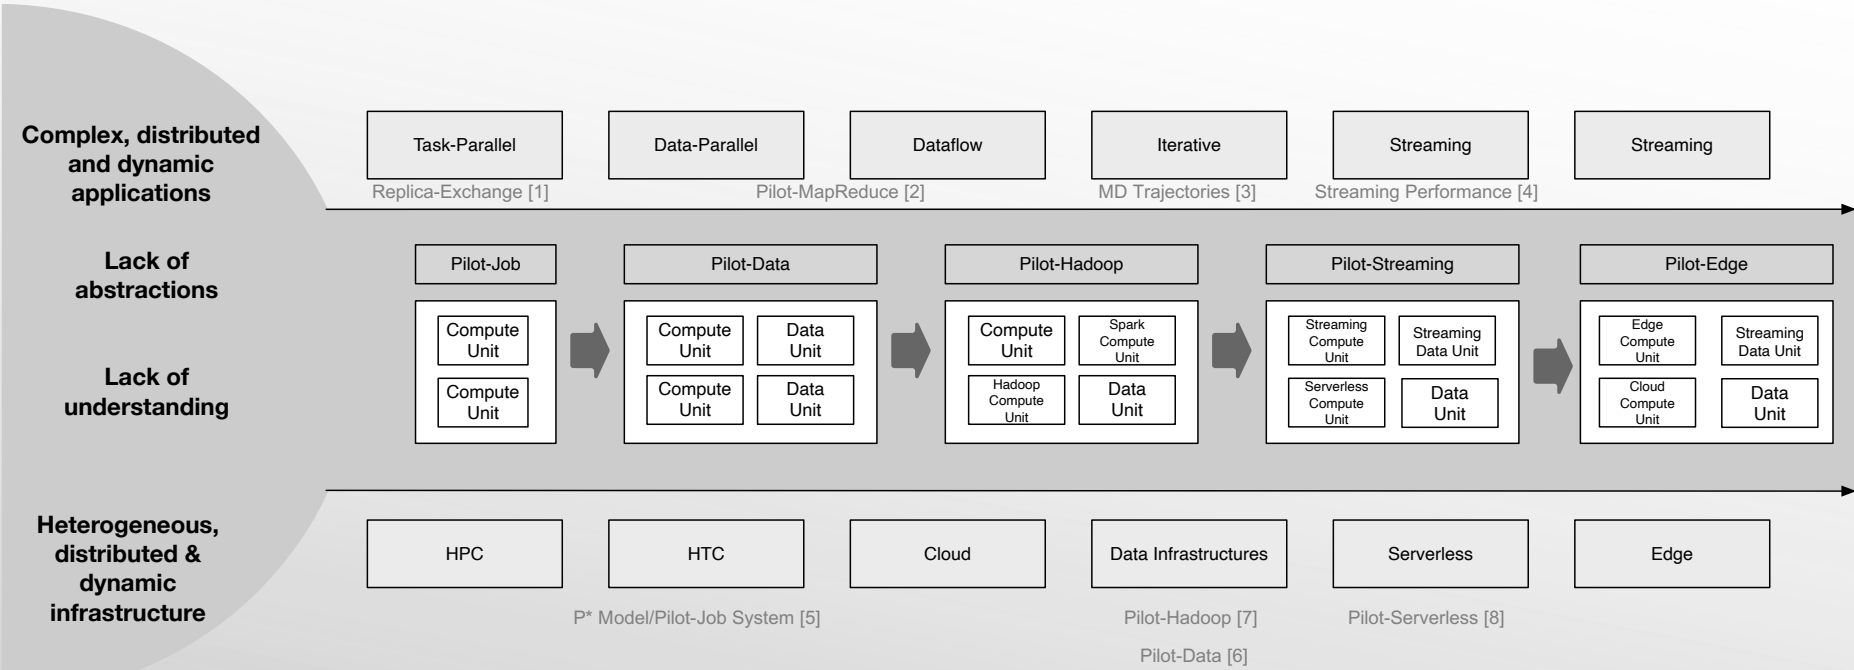 Complex, distributed
and dynamic
applications
Task-Parallel
Data-Parallel
Dataflow
Iterative
Streaming
Streaming
Replica-Exchange [1]
Pilot-MapReduce [2]
MD Trajectories [3]
Streaming Performance [4]
Lack of
abstractions
Lack of
understanding
Pilot-Job
Compute
Unit
Compute
Unit
Pilot-Data
Compute
Unit
Data
Unit
Compute
Unit
Data
Unit
Pilot-Hadoop
Compute
Unit
Spark
Compute
Unit
Hadoop
Compute
Unit
Data
Unit
Pilot-Streaming
Streaming
Compute
Unit
Streaming
Data Unit
Serverless
Compute
Unit
Data
Unit
Pilot-Edge
Edge
Compute
Unit
Streaming
Data Unit
Cloud
Compute
Unit
Data
Unit
Heterogeneous,
distributed &
dynamic
infrastructure
HPC
HTC
Cloud
Data Infrastructures
Serverless
Edge
P* Model/Pilot-Job System [5]
Pilot-Hadoop [7]
Pilot-Serverless [8]
Pilot-Data [6]